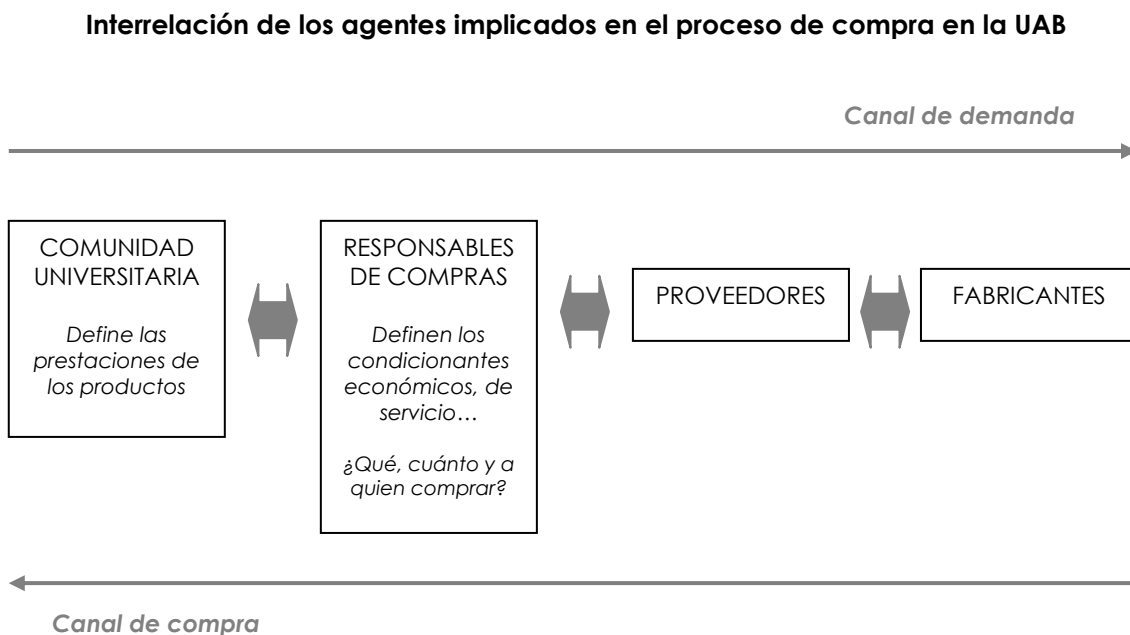 Interrelación de los agentes implicados en el proceso de compra en la UAB
Canal de demanda
COMUNIDAD
UNIVERSITARIA
Define las
prestaciones de
los productos
RESPONSABLES
DE COMPRAS
Definen los
condicionantes
económicos, de
servicio…
¿Qué, cuánto y a
quien comprar?
PROVEEDORES
FABRICANTES
Canal de compra